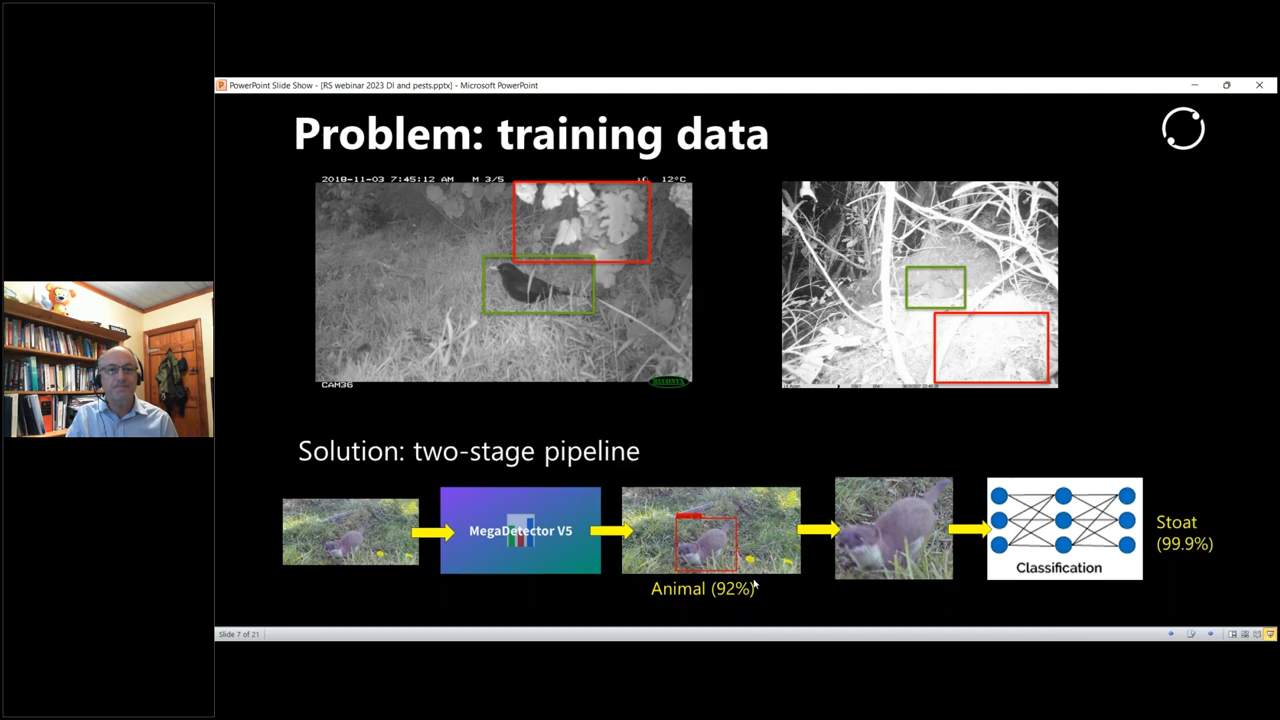 PowerPoint Slide Show - [RS webinar 2023 DI and pests.pptx] - Microsoft PowerPoint
Problem: training data
2018-11-03 7:45:12 AM M 3/5 12°C
CAM36
RECONYX
Solution: two-stage pipeline
MegaDetector V5
Animal (92%)
Classification
Stoat
(99.9%)
Slide 7 of 21